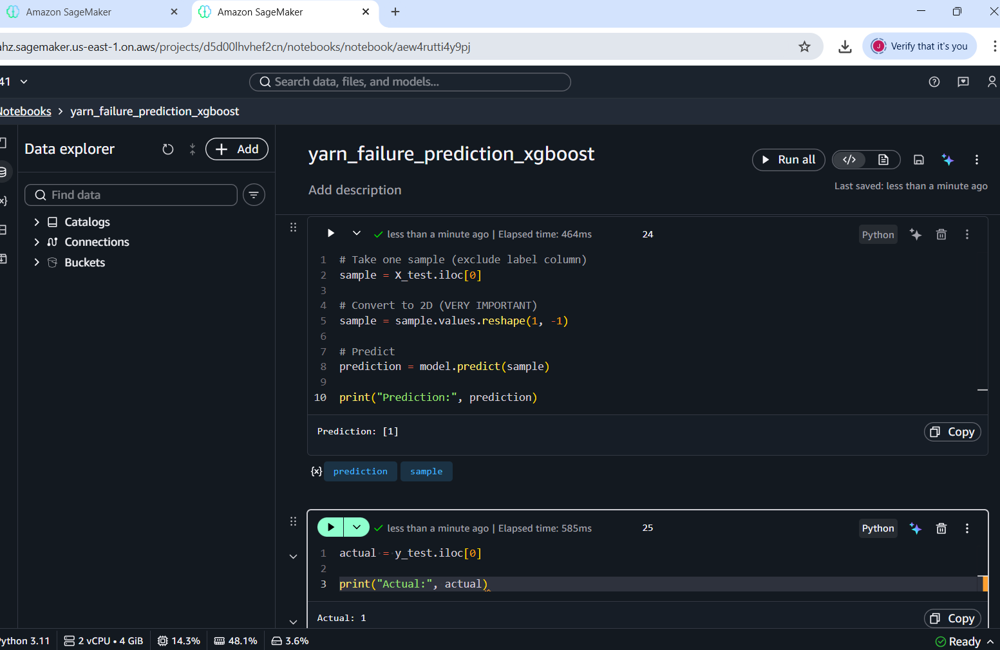 Amazon SageMaker
Amazon SageMaker
ahz.sagemaker.us-east-1.on.aws/projects/d5d00lhvhef2cn/notebooks/notebook/aew4rutti4y9pj
J
Verify that it's you
41
Search data, files, and models...
Notebooks > yarn_failure_prediction_xgboost
Data explorer
Add
Find data
Catalogs
Connections
Buckets
yarn_failure_prediction_xgboost
Run all
Add description
Last saved: less than a minute ago
less than a minute ago | Elapsed time: 464ms
24
Python
1 # Take one sample (exclude label column)
2 sample = X_test.iloc[0]
3
4 # Convert to 2D (VERY IMPORTANT)
5 sample = sample.values.reshape(1, -1)
6
7 # Predict
8 prediction = model.predict(sample)
9
10 print("Prediction:", prediction)
Prediction: [1]
Copy
{x} prediction sample
less than a minute ago | Elapsed time: 585ms
25
Python
1 actual = y_test.iloc[0]
2
3 print("Actual:", actual)
Actual: 1
Copy
Python 3.11
2 vCPU • 4 GiB
14.3%
48.1%
3.6%
Ready